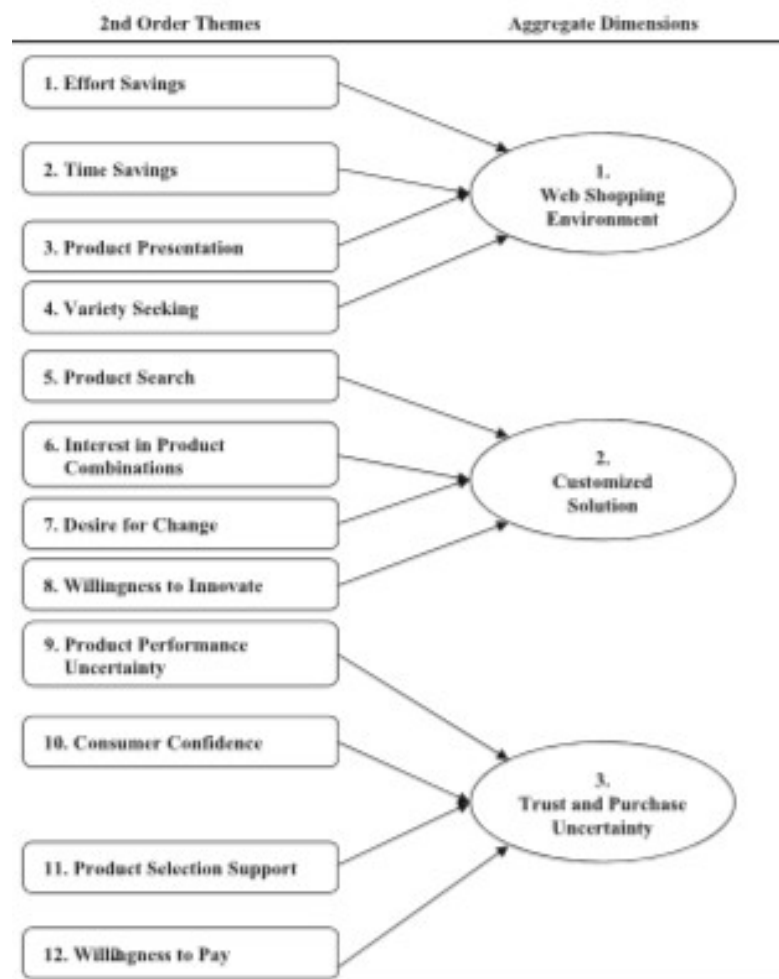 2nd Order Themes
Aggregate Dimensions
1. Effort Savings
2. Time Savings
3. Product Presentation
4. Variety Seeking
1.
Web Shopping
Environment
5. Product Search
6. Interest in Product
Combinations
7. Desire for Change
8. Willingness to Innovate
2.
Customized
Solution
9. Product Performance
Uncertainty
10. Consumer Confidence
11. Product Selection Support
12. Willingness to Pay
3.
Trust and Purchase
Uncertainty